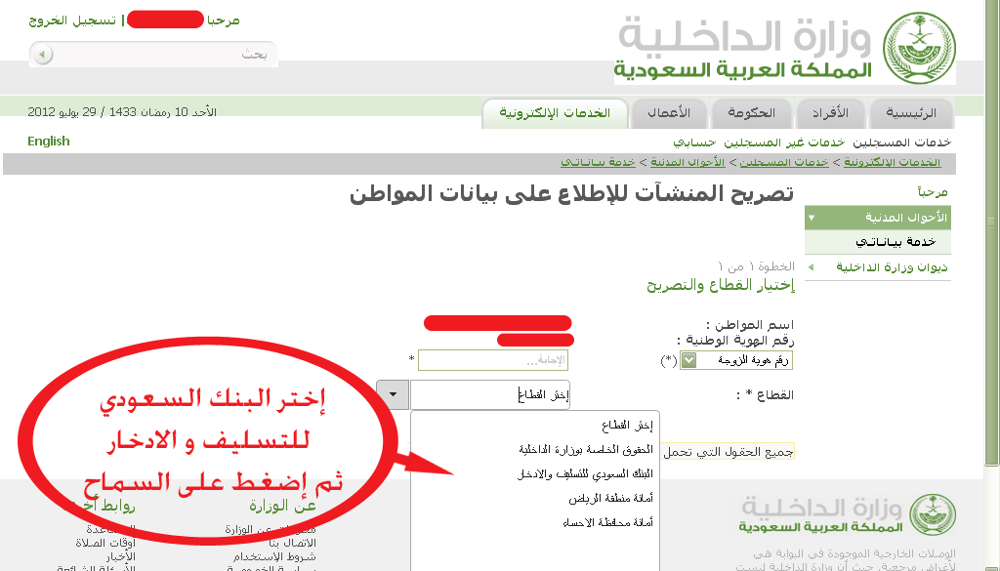 مرحبا | تسجيل الخروج
بحث
وزارة الداخلية
المملكة العربية السعودية
الأحد 10 رمضان 1433 / 29 يوليو 2012
الرئيسية
الأفراد
الحكومة
الأعمال
الخدمات الإلكترونية
English
خدمات المسجلين خدمات غير المسجلين حسابي
الخدمات الإلكترونية > خدمات المسجلين > الأحوال المدنية > خدمة بياناتي
مرحباً
الأحوال المدنية
خدمة بياناتي
ديوان وزارة الداخلية
تصريح المنشآت للإطلاع على بيانات المواطن
الخطوة ١ من ١
إختيار القطاع والتصريح
اسم المواطن :
رقم الهوية الوطنية :
رقم هوية الزوجة (*)
الإجابة... *
القطاع * :
إختر القطاع
إختر القطاع
الحقوق الخاصة بوزارة الداخلية
البنك السعودي للتسليف والادخار
أمانة منطقة الرياض
أمانة محافظة الاحساء
جميع الحقول التي تحمل
إختر البنك السعودي
للتسليف و الادخار
ثم إضغط على السماح
عن الوزارة
عن الوزارة
الاتصال بنا
شروط الإستخدام
سياسة الخصوصية
روابط
أوقات الصلاة
الأخبار
الأسئلة الشائعة
وزارة الداخلية
المملكة العربية السعودية
الوصلات الخارجية الموجودة في البوابة هي
لأغراض مرجعية، حيث أن وزارة الداخلية ليست